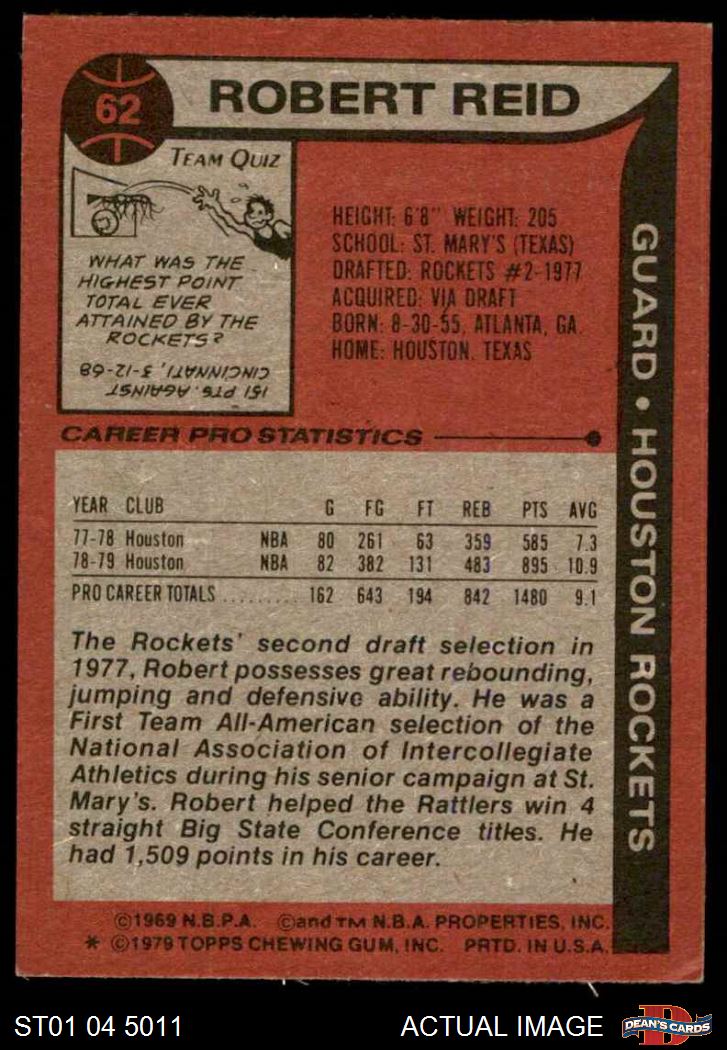 62
ROBERT REID
TEAM QUIZ
WHAT WAS THE
HIGHEST POINT
TOTAL EVER
ATTAINED BY THE
ROCKETS?
151 PTS. AGAINST
CINCINNATI, 3-12-68
HEIGHT: 6'8" WEIGHT: 205
SCHOOL: ST. MARY'S (TEXAS)
DRAFTED: ROCKETS #2-1977
ACQUIRED: VIA DRAFT
BORN: 8-30-55, ATLANTA, GA.
HOME: HOUSTON, TEXAS
GUARD • HOUSTON ROCKETS
CAREER PRO STATISTICS
YEAR CLUB G FG FT REB PTS AVG
77-78 Houston NBA 80 261 63 359 585 7.3
78-79 Houston NBA 82 382 131 483 895 10.9
PRO CAREER TOTALS .......... 162 643 194 842 1480 9.1
The Rockets' second draft selection in
1977, Robert possesses great rebounding,
jumping and defensive ability. He was a
First Team All-American selection of the
National Association of Intercollegiate
Athletics during his senior campaign at St.
Mary's. Robert helped the Rattlers win 4
straight Big State Conference titles. He
had 1,509 points in his career.
©1969 N.B.P.A. ©and TM N.B.A. PROPERTIES, INC.
* ©1979 TOPPS CHEWING GUM, INC. PRTD. IN U.S.A.
ST01 04 5011
ACTUAL IMAGE
D
DEAN'S CARDS